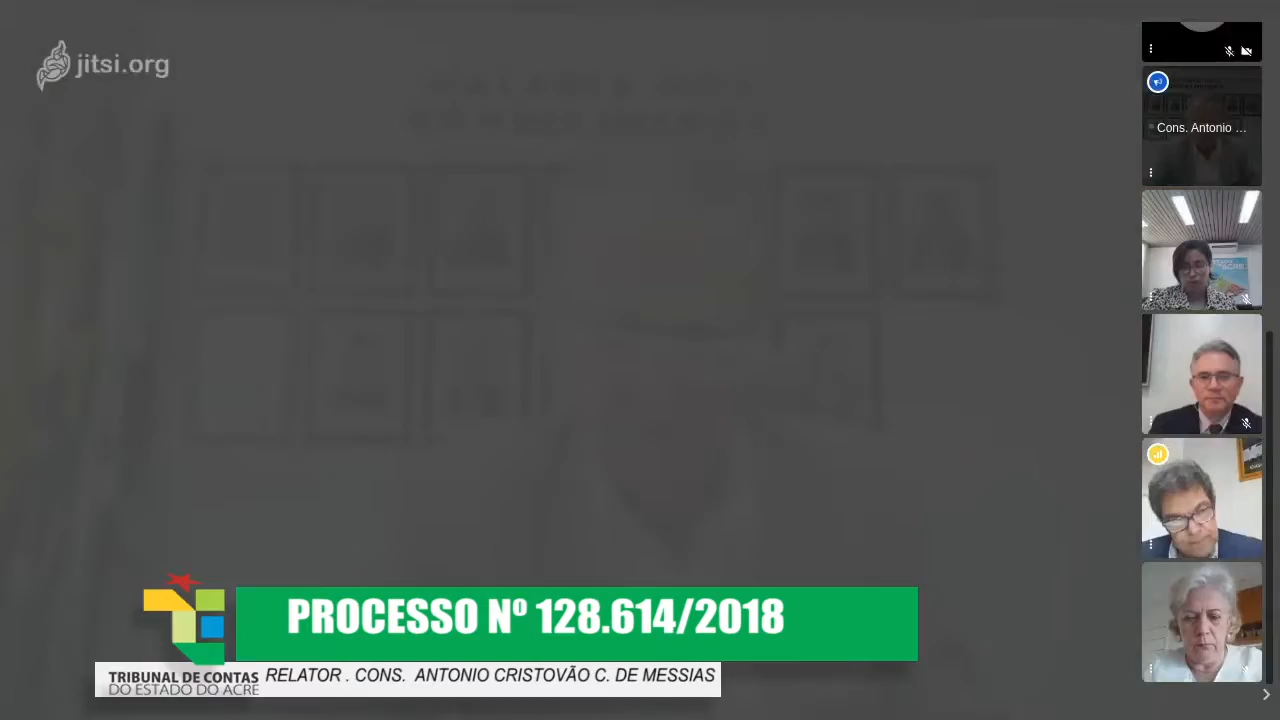 jitsi.org
Cons. Antonio ...
PROCESSO Nº 128.614/2018
TRIBUNAL DE CONTAS
DO ESTADO DO ACRE
RELATOR . CONS. ANTONIO CRISTOVÃO C. DE MESSIAS